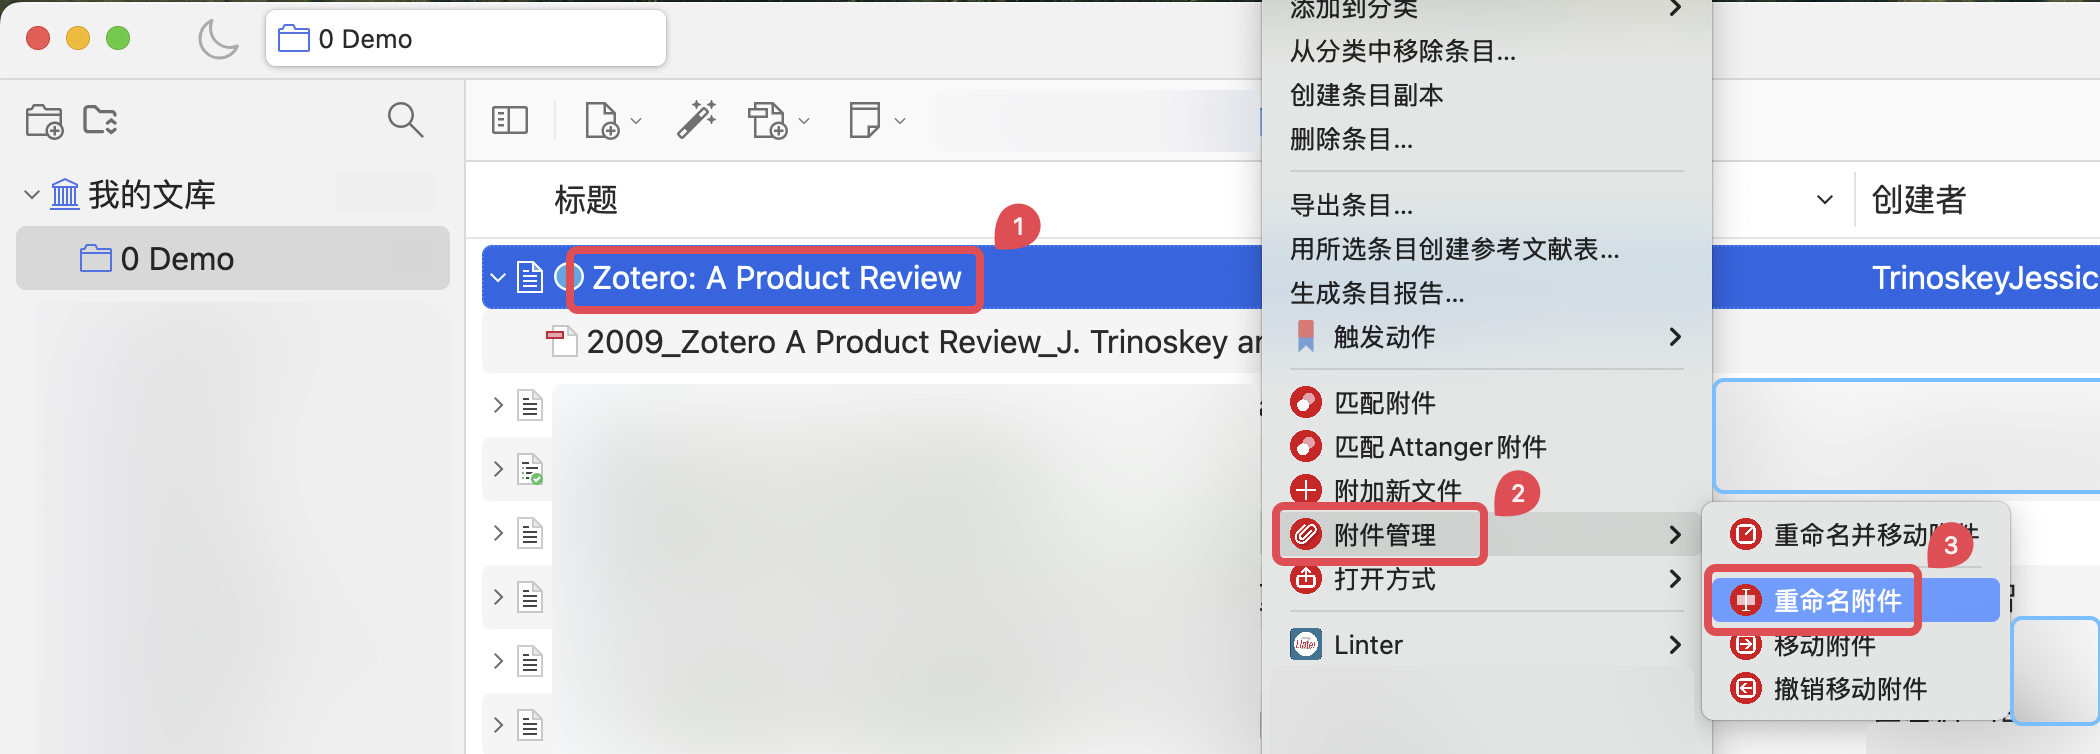 0 Demo
我的文库
0 Demo
标题
创建者
1
Zotero: A Product Review
TrinoskeyJessic
2009_Zotero A Product Review_J. Trinoskey
添加到分类
从分类中移除条目...
创建条目副本
删除条目...
导出条目...
用所选条目创建参考文献表...
生成条目报告...
触发动作
匹配附件
匹配 Attanger 附件
附加新文件
2
附件管理
打开方式
Linter
重命名并移动附件
3
重命名附件
移动附件
撤销移动附件